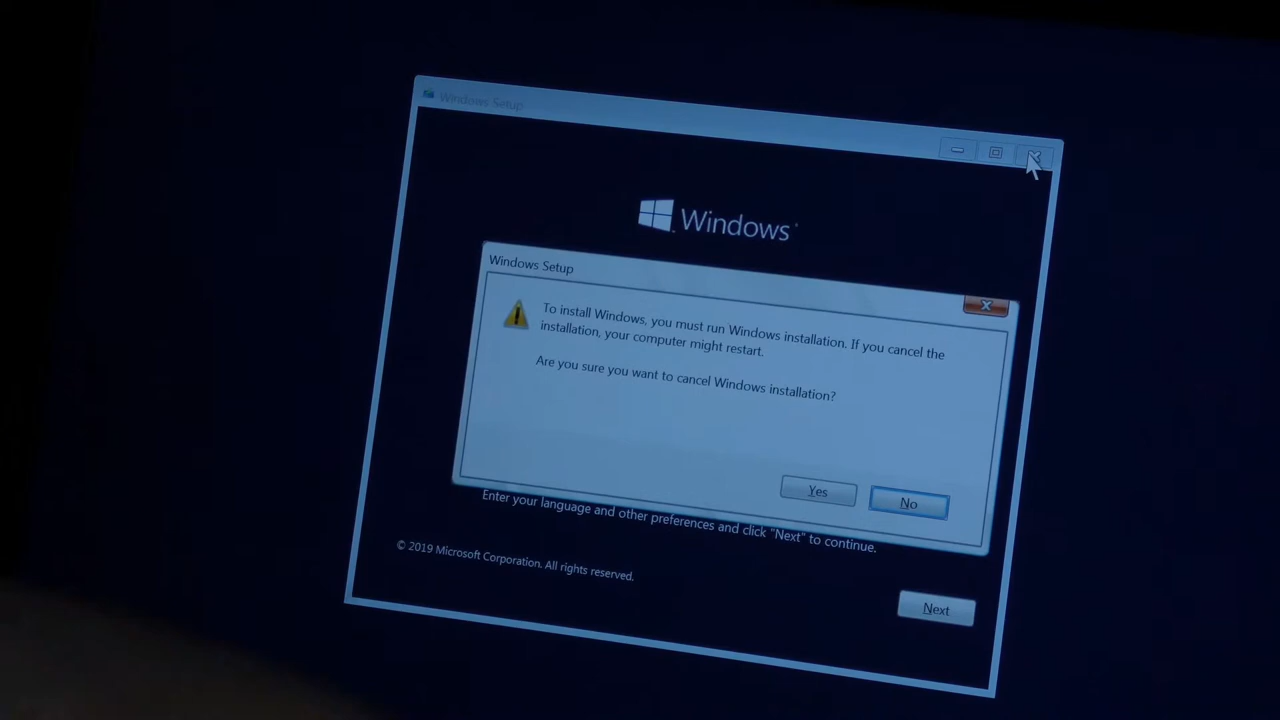 Windows Setup
Windows
Windows Setup
To install Windows, you must run Windows installation. If you cancel the
installation, your computer might restart.
Are you sure you want to cancel Windows installation?
Yes
No
Enter your language and other preferences and click "Next" to continue.
© 2019 Microsoft Corporation. All rights reserved.
Next